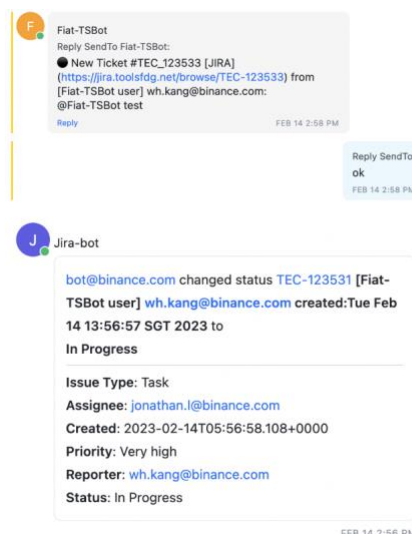 F
Fiat-TSBot
Reply SendTo Fiat-TSBot:
New Ticket #TEC_123533 [JIRA]
(https://jira.toolsfdg.net/browse/TEC-123533) from
[Fiat-TSBot user] wh.kang@binance.com:
@Fiat-TSBot test
Reply FEB 14 2:58 PM
Reply SendTo
ok
FEB 14 2:58 PM
J
Jira-bot
bot@binance.com changed status TEC-123531 [Fiat-
TSBot user] wh.kang@binance.com created:Tue Feb
14 13:56:57 SGT 2023 to
In Progress
Issue Type: Task
Assignee: jonathan.l@binance.com
Created: 2023-02-14T05:56:58.108+0000
Priority: Very high
Reporter: wh.kang@binance.com
Status: In Progress
FEB 14 2:56 PM